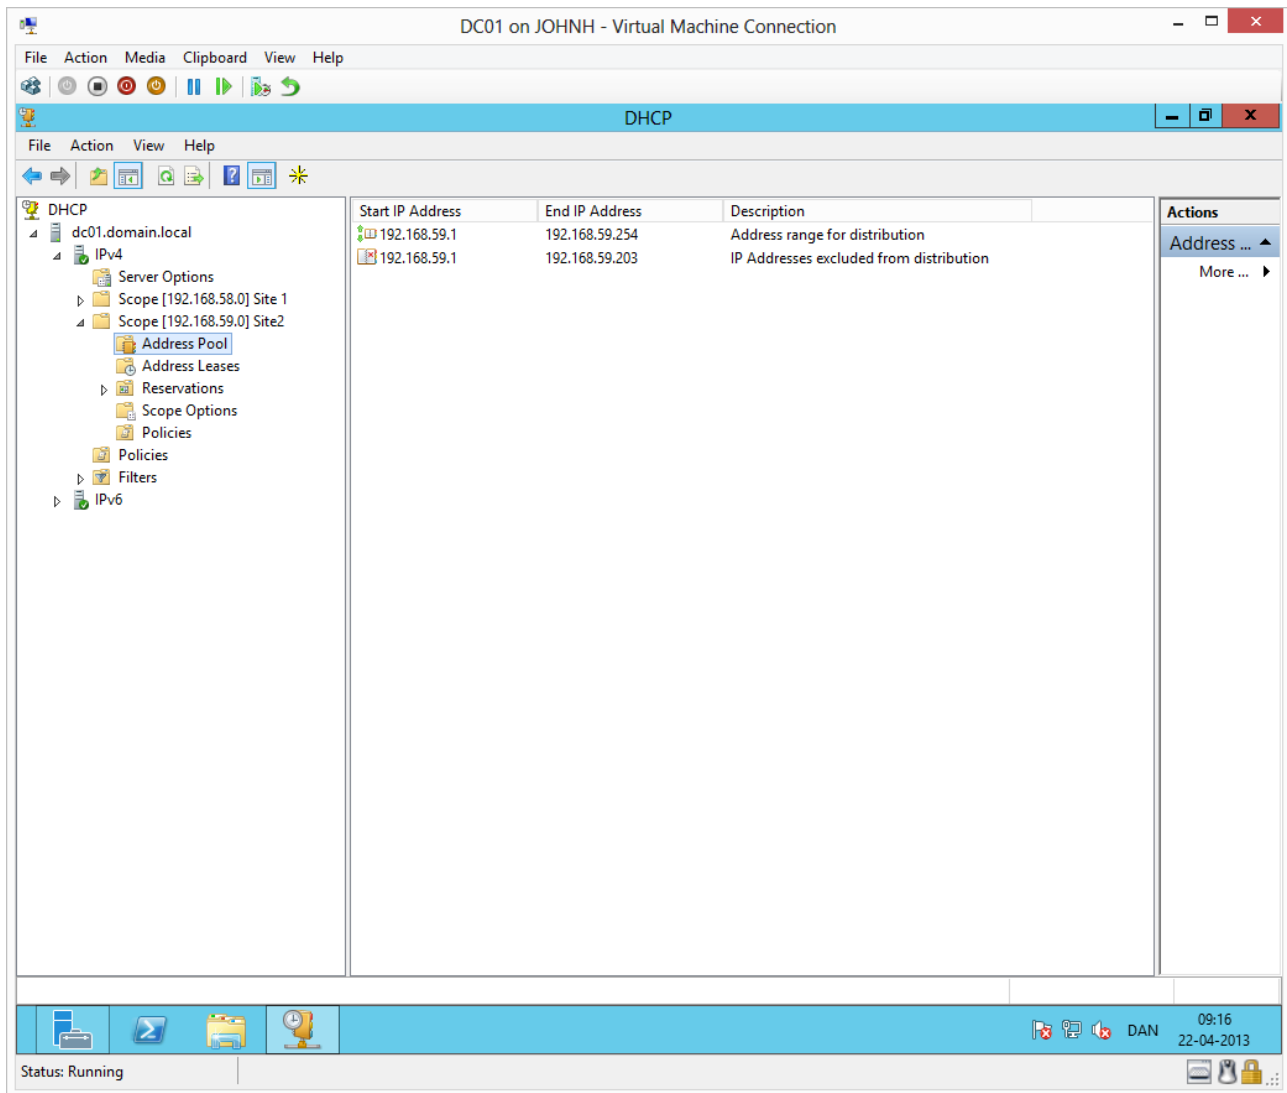 DC01 on JOHNH - Virtual Machine Connection
File Action Media Clipboard View Help
DHCP
File Action View Help
DHCP
dc01.domain.local
IPv4
Server Options
Scope [192.168.58.0] Site 1
Scope [192.168.59.0] Site2
Address Pool
Address Leases
Reservations
Scope Options
Policies
Policies
Filters
IPv6
Start IP Address End IP Address Description
192.168.59.1 192.168.59.254 Address range for distribution
192.168.59.1 192.168.59.203 IP Addresses excluded from distribution
Actions
Address ...
More ...
DAN
09:16
22-04-2013
Status: Running